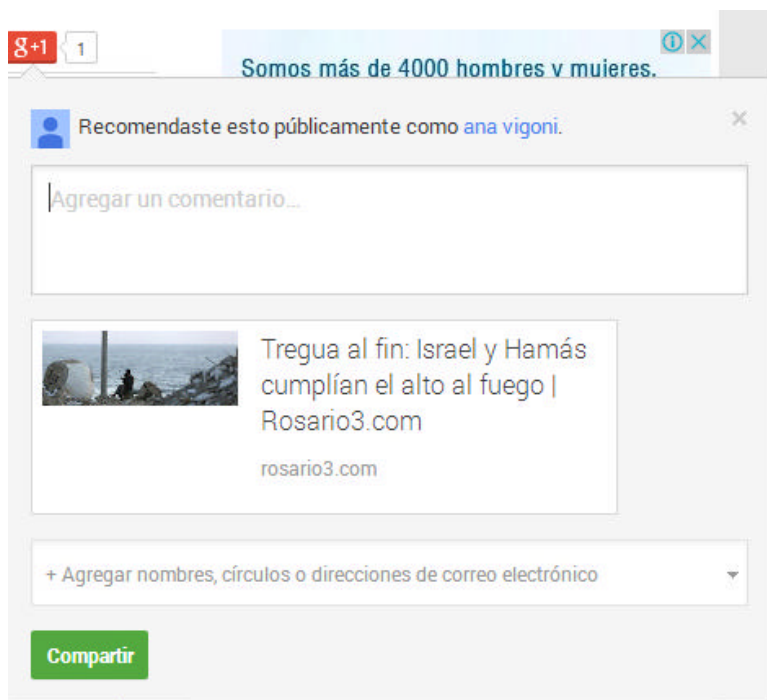 g+1 1
Somos más de 4000 hombres y mujeres.
Recomendaste esto públicamente como ana vigoni.
Agregar un comentario...
Tregua al fin: Israel y Hamás
cumplían el alto al fuego |
Rosario3.com
rosario3.com
+ Agregar nombres, círculos o direcciones de correo electrónico
Compartir